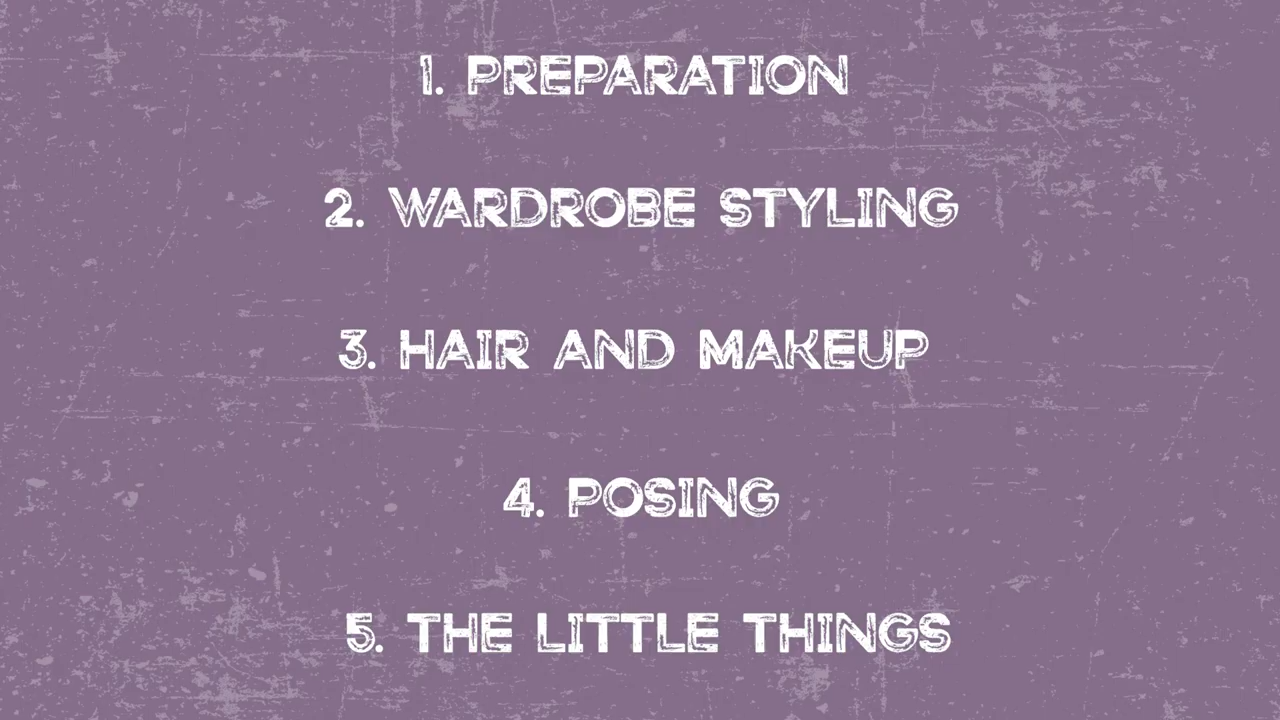 1. PREPARATION
2. WARDROBE STYLING
3. HAIR AND MAKEUP
4. POSING
5. THE LITTLE THINGS